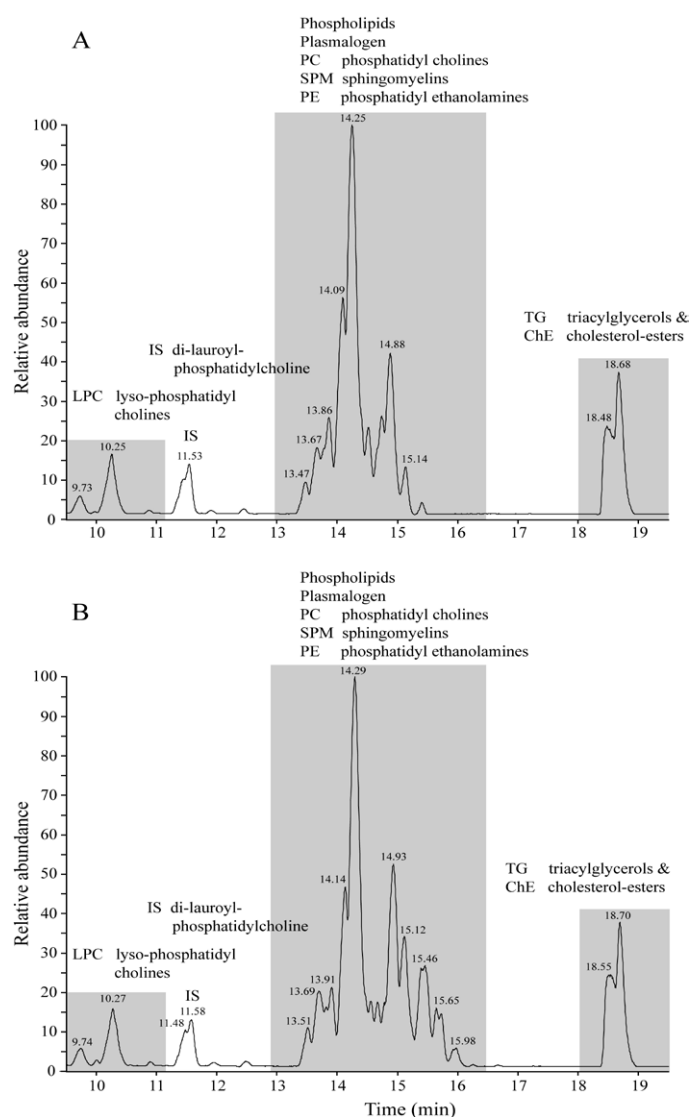 A
Phospholipids
Plasmalogen
PC phosphatidyl cholines
SPM sphingomyelins
PE phosphatidyl ethanolamines
14.25
14.09
14.88
13.86
13.67
13.47
15.14
TG triacylglycerols &
ChE cholesterol-esters
18.68
18.48
IS di-lauroyl-
phosphatidylcholine
LPC lyso-phosphatidyl
cholines
IS
10.25
11.53
9.73
Relative abundance
100
90
80
70
60
50
40
30
20
10
0
10 11 12 13 14 15 16 17 18 19
B
Phospholipids
Plasmalogen
PC phosphatidyl cholines
SPM sphingomyelins
PE phosphatidyl ethanolamines
14.29
14.93
14.14
15.12
15.46
13.91
13.69
15.65
13.51
15.98
TG triacylglycerols &
ChE cholesterol-esters
18.70
18.55
IS di-lauroyl-
phosphatidylcholine
LPC lyso-phosphatidyl
cholines
IS
10.27
11.58
11.48
9.74
Relative abundance
100
90
80
70
60
50
40
30
20
10
0
10 11 12 13 14 15 16 17 18 19
Time (min)